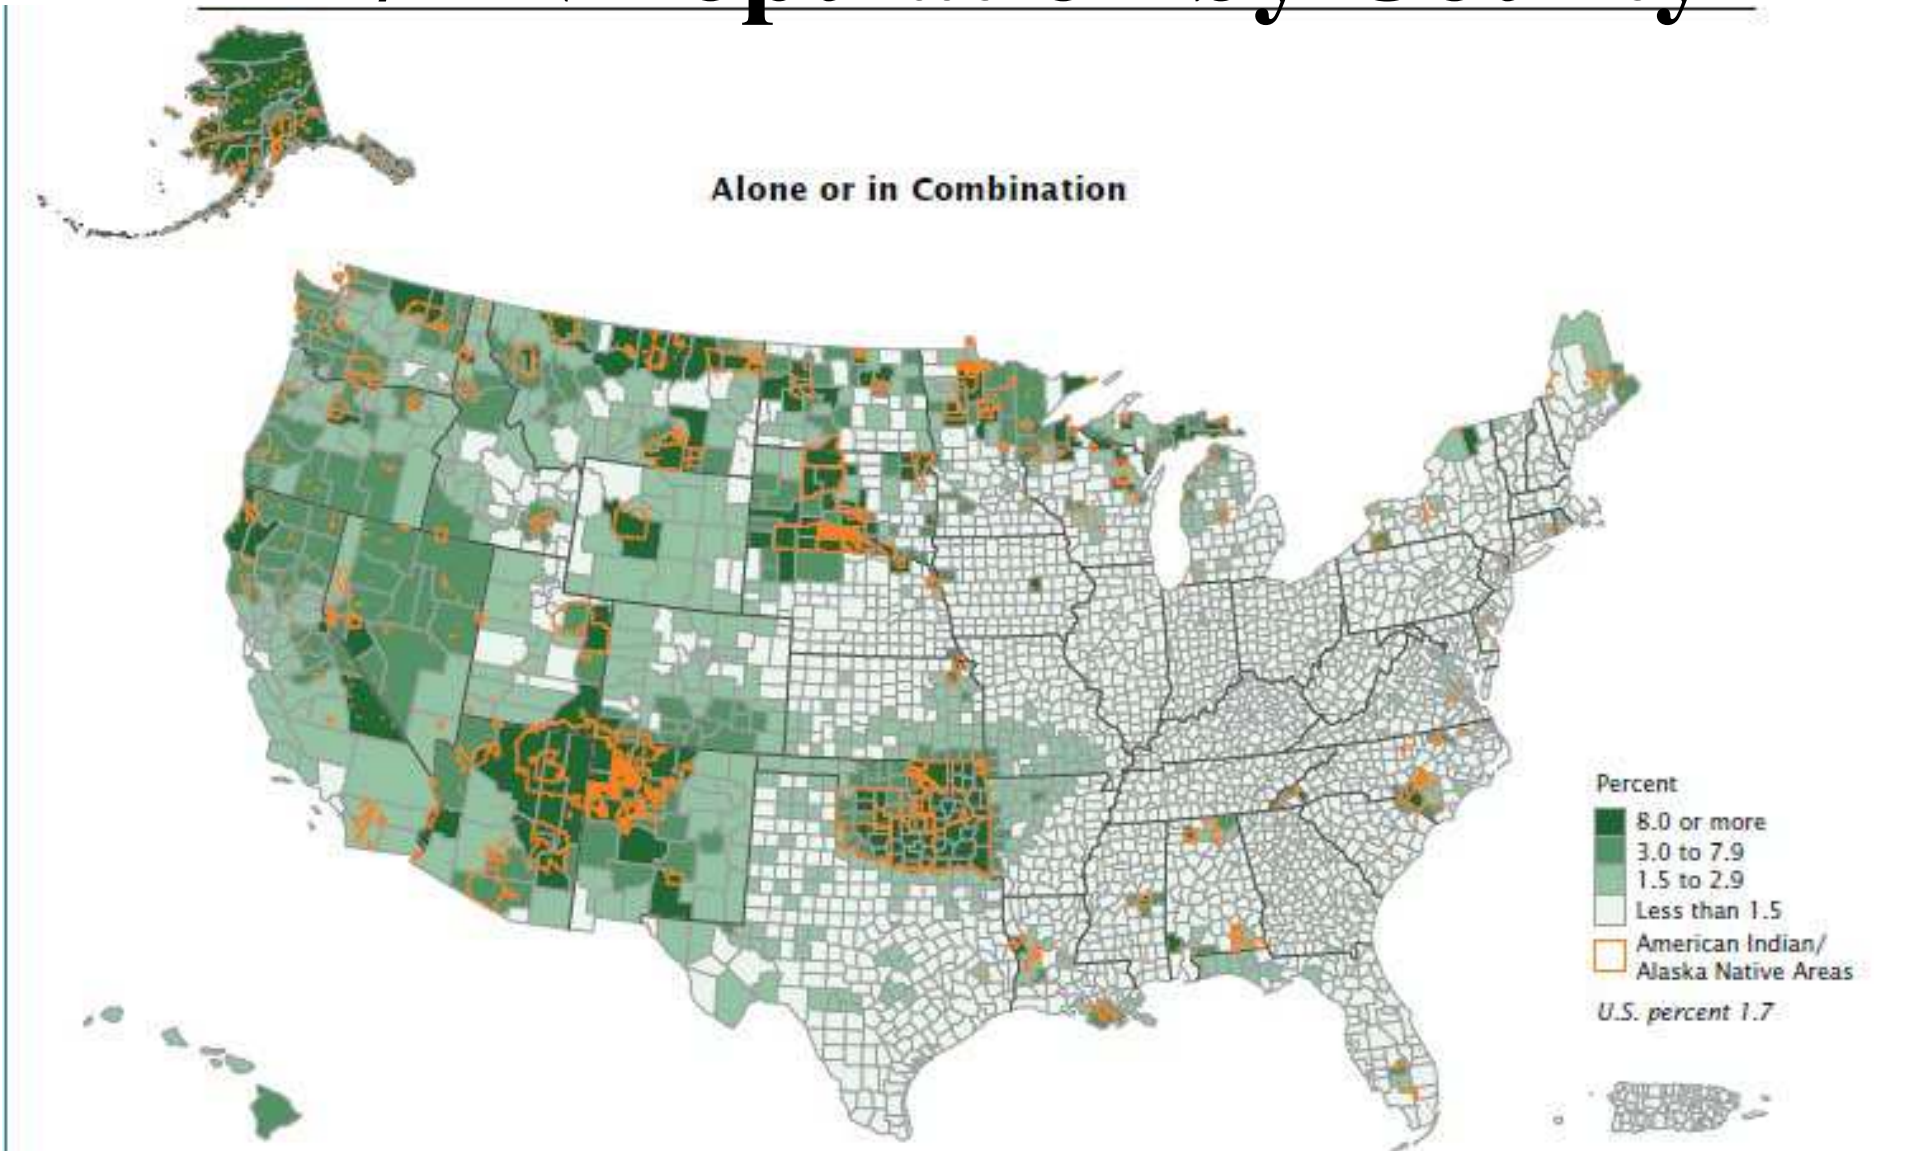 Alone or in Combination
Percent
8.0 or more
3.0 to 7.9
1.5 to 2.9
Less than 1.5
American Indian/
Alaska Native Areas
U.S. percent 1.7